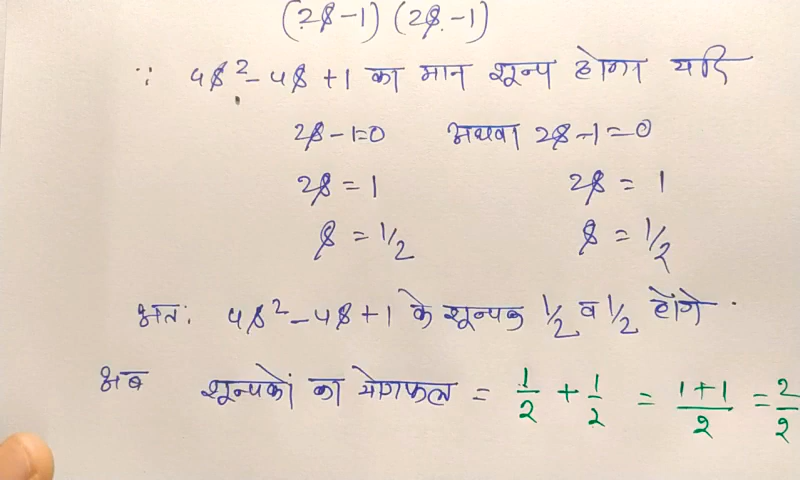 (2s-1) (2s-1)
∵ 4s²-4s+1 का मान शून्य होगा यदि
2s-1=0 अथवा 2s-1=0
2s = 1 2s = 1
s = 1/2 s = 1/2
अतः 4s²-4s+1 के शून्यक 1/2 व 1/2 होंगे.
अब शून्यकों का योगफल = 1/2 + 1/2 = (1+1)/2 = 2/2